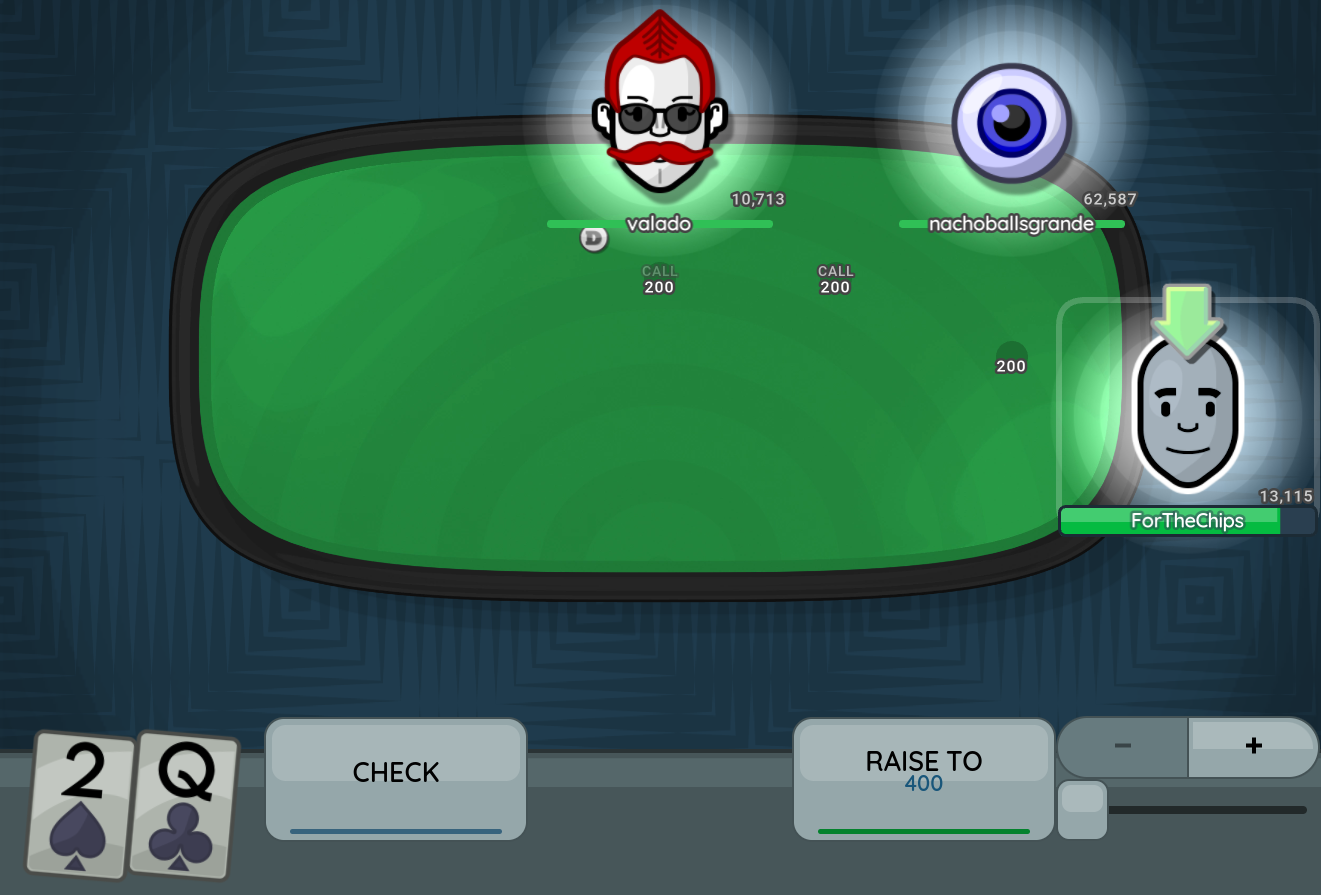 10,713
62,587
valado
nachoballsgrande
D
CALL
200
CALL
200
200
13,115
ForTheChips
2
Q
CHECK
RAISE TO
400
−
+